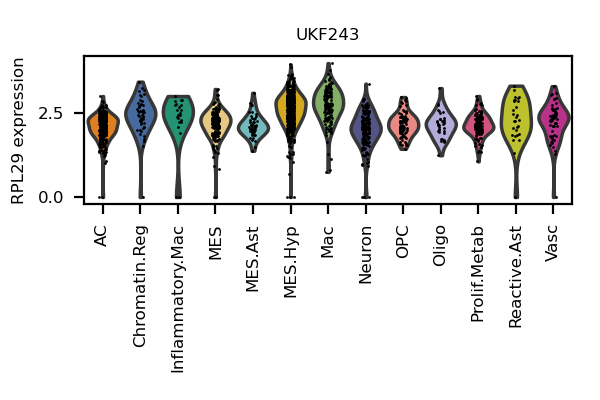 UKF243
RPL29 expression
2.5
0.0
AC
Chromatin.Reg
Inflammatory.Mac
MES
MES.Ast
MES.Hyp
Mac
Neuron
OPC
Oligo
Prolif.Metab
Reactive.Ast
Vasc